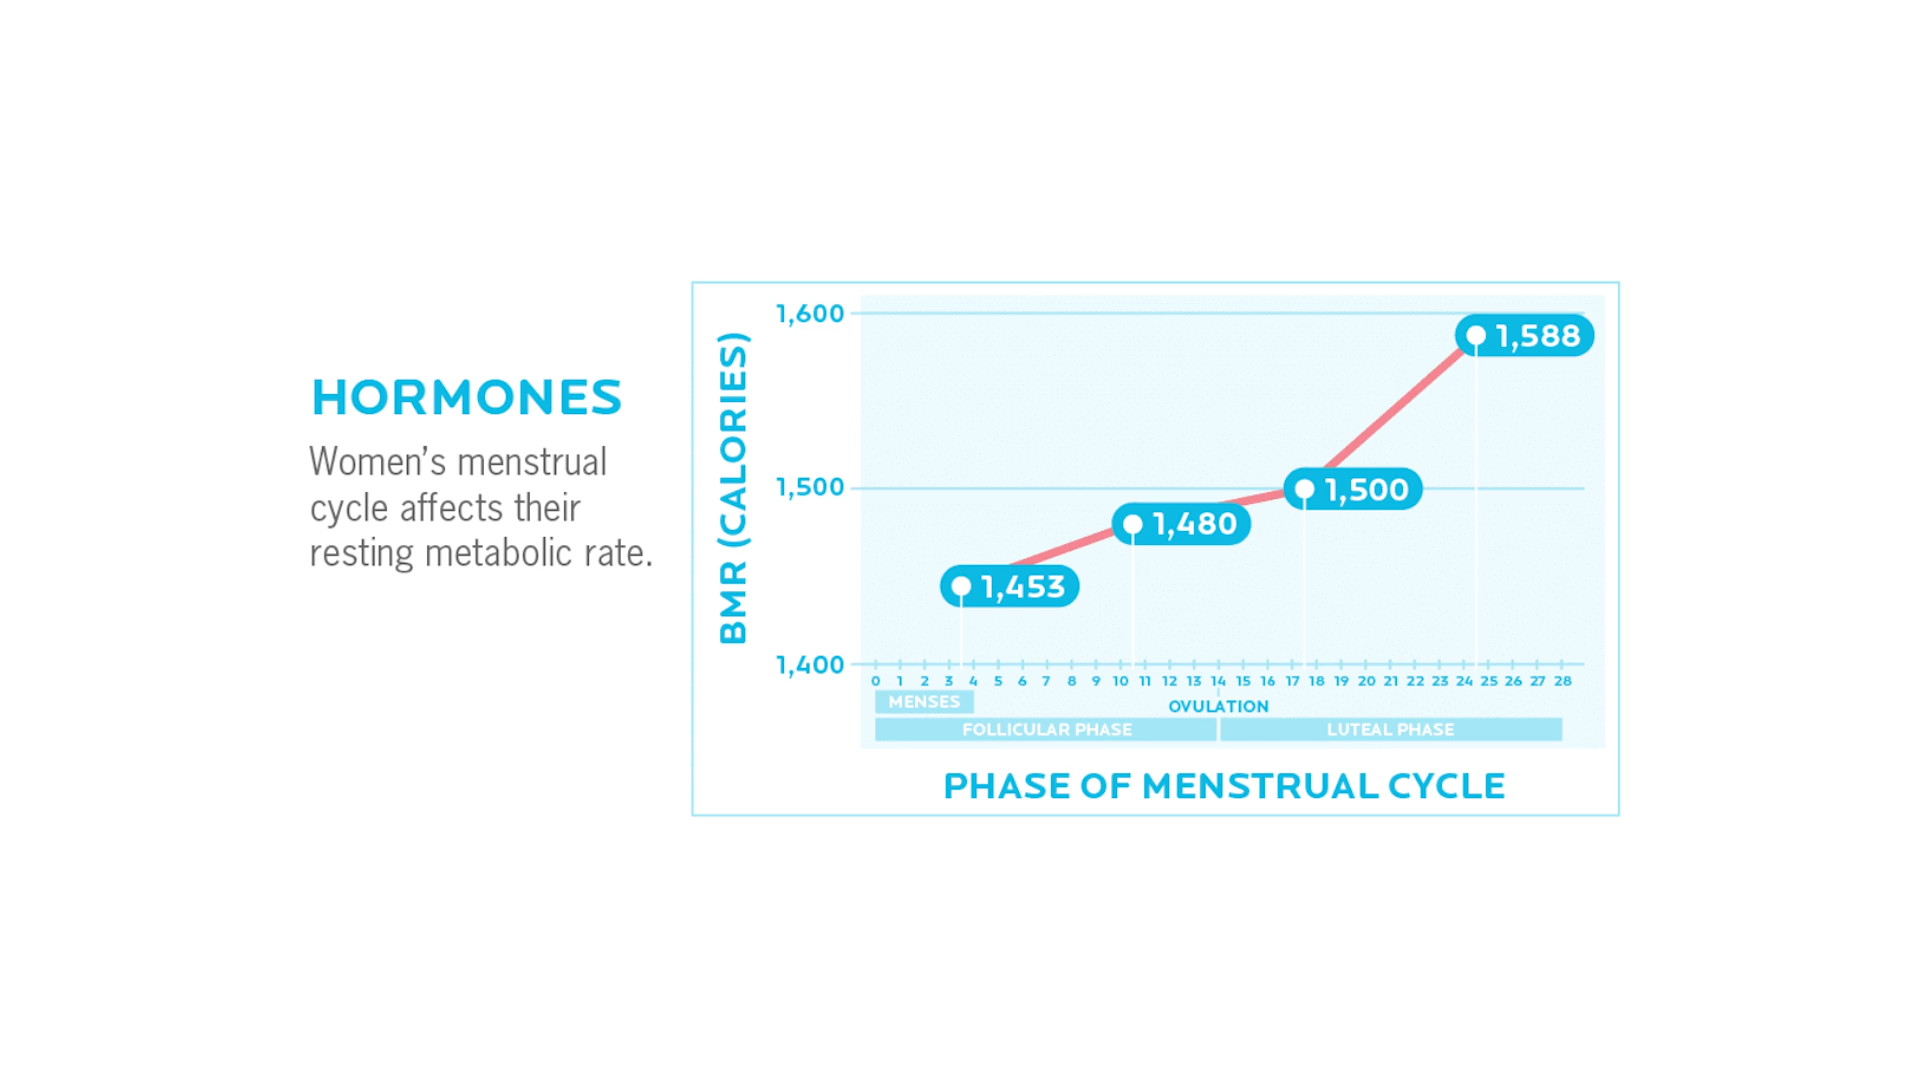 HORMONES
Women's menstrual
cycle affects their
resting metabolic rate.
BMR (CALORIES)
1,600
1,500
1,400
1,588
1,500
1,480
1,453
0 1 2 3 4 5 6 7 8 9 10 11 12 13 14 15 16 17 18 19 20 21 22 23 24 25 26 27 28
MENSES
OVULATION
FOLLICULAR PHASE
LUTEAL PHASE
PHASE OF MENSTRUAL CYCLE